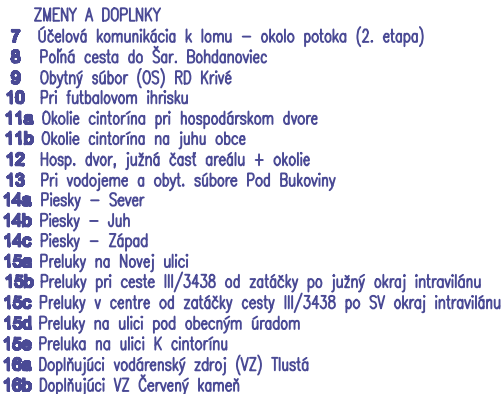 ZMENY A DOPLNKY
7 Účelová komunikácia k lomu – okolo potoka (2. etapa)
8 Poľná cesta do Šar. Bohdanoviec
9 Obytný súbor (OS) RD Krivé
10 Pri futbalovom ihrisku
11a Okolie cintorína pri hospodárskom dvore
11b Okolie cintorína na juhu obce
12 Hosp. dvor, južná časť areálu + okolie
13 Pri vodojeme a obyt. súbore Pod Bukoviny
14a Piesky – Sever
14b Piesky – Juh
14c Piesky – Západ
15a Preluky na Novej ulici
15b Preluky pri ceste III/3438 od zatáčky po južný okraj intravilánu
15c Preluky v centre od zatáčky cesty III/3438 po SV okraj intravilánu
15d Preluky na ulici pod obecným úradom
15e Preluka na ulici K cintorínu
16a Doplňujúci vodárenský zdroj (VZ) Tlustá
16b Doplňujúci VZ Červený kameň